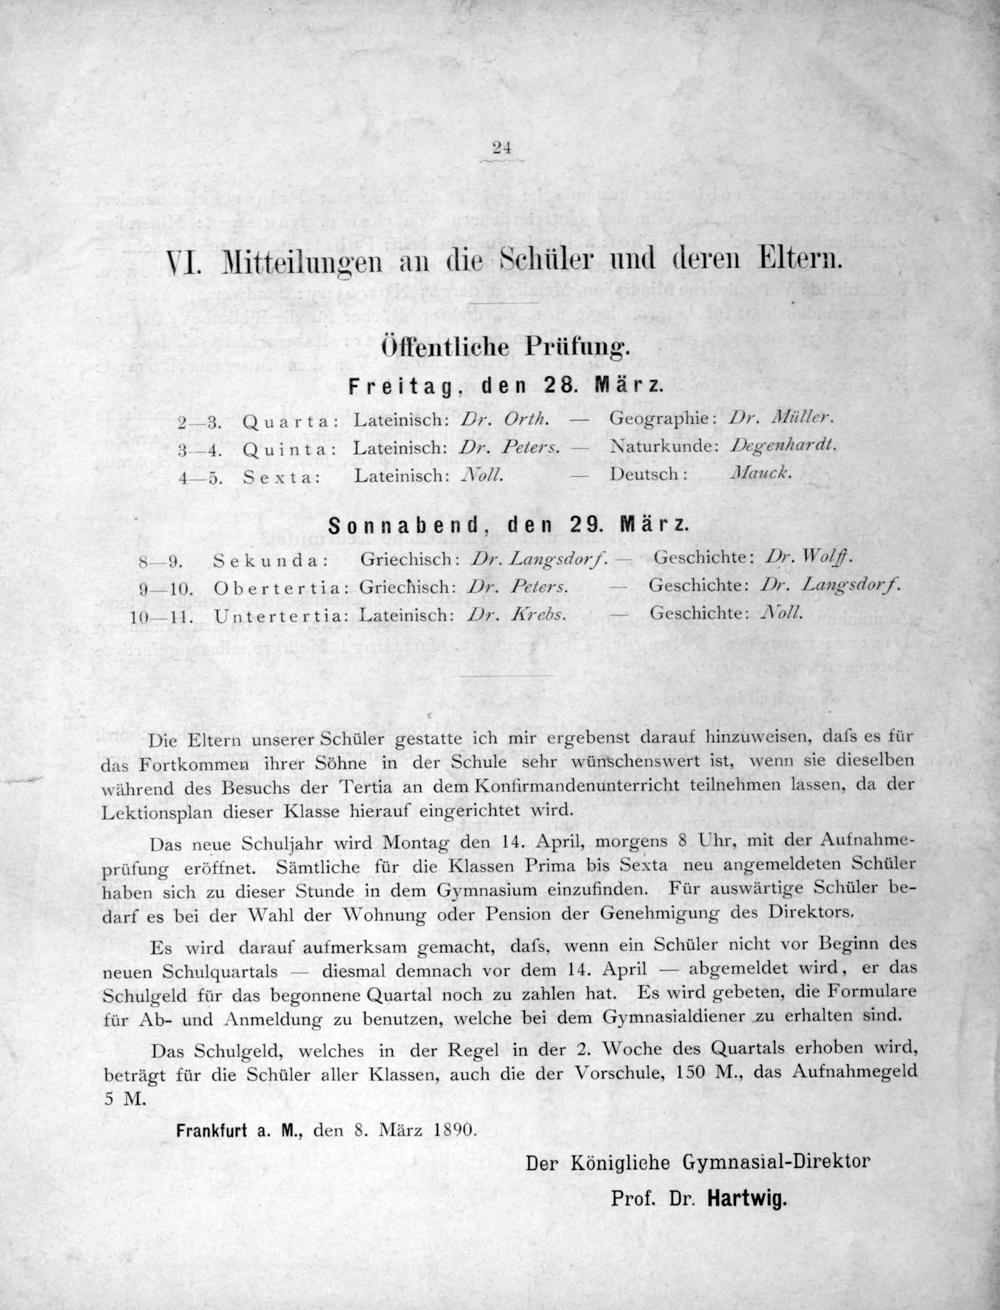 24
VI. Mitteilungen an die Schüler und deren Eltern.
Öffentliche Prüfung.
Freitag, den 28. März.
2—3. Quarta: Lateinisch: Dr. Orth. — Geographie: Dr. Müller.
3—4. Quinta: Lateinisch: Dr. Peters. — Naturkunde: Degenhardt.
4—5. Sexta: Lateinisch: Noll. — Deutsch: Mauck.
Sonnabend, den 29. März.
8—9. Sekunda: Griechisch: Dr. Langsdorf. — Geschichte: Dr. Wolff.
9—10. Obertertia: Griechisch: Dr. Peters. — Geschichte: Dr. Langsdorf.
10—11. Untertertia: Lateinisch: Dr. Krebs. — Geschichte: Noll.
Die Eltern unserer Schüler gestatte ich mir ergebenst darauf hinzuweisen, daſs es für
das Fortkommen ihrer Söhne in der Schule sehr wünschenswert ist, wenn sie dieselben
während des Besuchs der Tertia an dem Konfirmandenunterricht teilnehmen lassen, da der
Lektionsplan dieser Klasse hierauf eingerichtet wird.
Das neue Schuljahr wird Montag den 14. April, morgens 8 Uhr, mit der Aufnahme-
prüfung eröffnet. Sämtliche für die Klassen Prima bis Sexta neu angemeldeten Schüler
haben sich zu dieser Stunde in dem Gymnasium einzufinden. Für auswärtige Schüler be-
darf es bei der Wahl der Wohnung oder Pension der Genehmigung des Direktors.
Es wird darauf aufmerksam gemacht, daſs, wenn ein Schüler nicht vor Beginn des
neuen Schulquartals — diesmal demnach vor dem 14. April — abgemeldet wird, er das
Schulgeld für das begonnene Quartal noch zu zahlen hat. Es wird gebeten, die Formulare
für Ab- und Anmeldung zu benutzen, welche bei dem Gymnasialdiener zu erhalten sind.
Das Schulgeld, welches in der Regel in der 2. Woche des Quartals erhoben wird,
beträgt für die Schüler aller Klassen, auch die der Vorschule, 150 M., das Aufnahmegeld
5 M.
Frankfurt a. M., den 8. März 1890.
Der Königliche Gymnasial-Direktor
Prof. Dr. Hartwig.